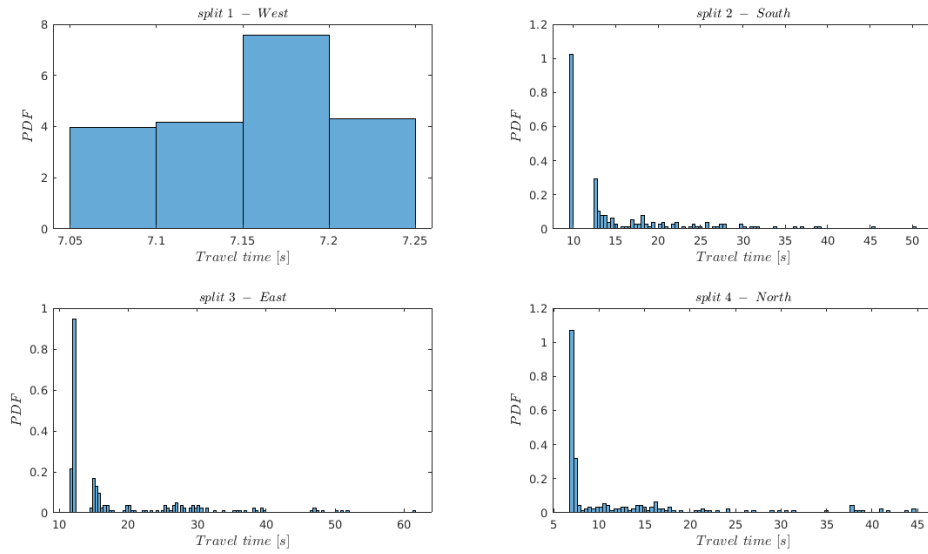 split 1 − West
8
6
4
2
0
PDF
7.05 7.1 7.15 7.2 7.25
Travel time [s]
split 2 − South
1.2
1
0.8
0.6
0.4
0.2
0
PDF
10 15 20 25 30 35 40 45 50
Travel time [s]
split 3 − East
1
0.8
0.6
0.4
0.2
0
PDF
10 20 30 40 50 60
Travel time [s]
split 4 − North
1.2
1
0.8
0.6
0.4
0.2
0
PDF
5 10 15 20 25 30 35 40 45
Travel time [s]